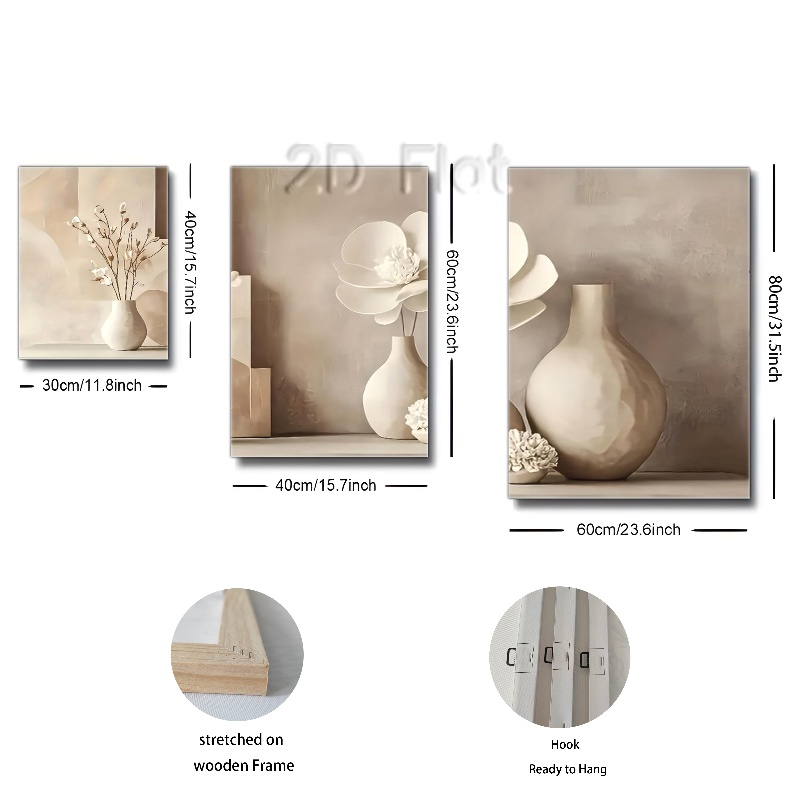 2D Flat
40cm/15.7inch
30cm/11.8inch
60cm/23.6inch
40cm/15.7inch
80cm/31.5inch
60cm/23.6inch
stretched on
wooden Frame
Hook
Ready to Hang